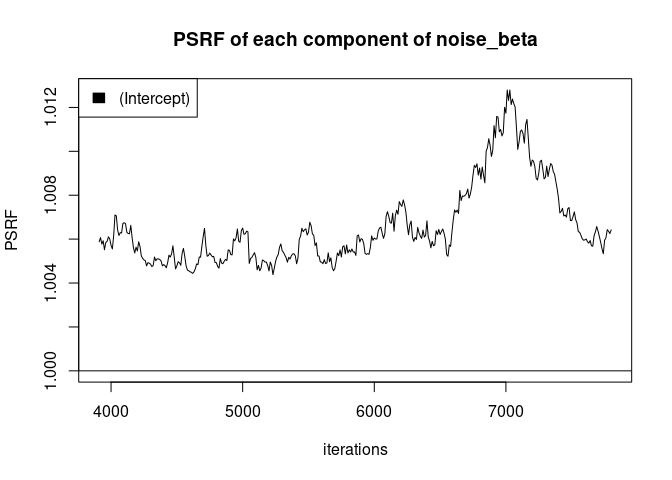 PSRF of each component of noise_beta
(Intercept)
PSRF
1.012
1.008
1.004
1.000
4000 5000 6000 7000
iterations